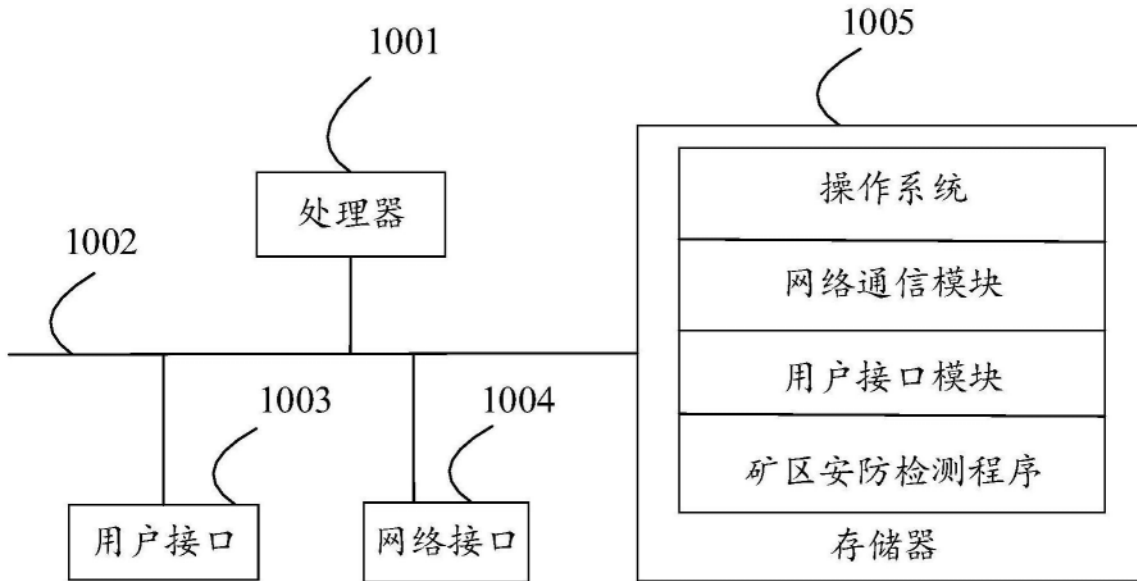 1001
1005
处理器
操作系统
1002
网络通信模块
用户接口模块
1003
1004
矿区安防检测程序
用户接口
网络接口
存储器